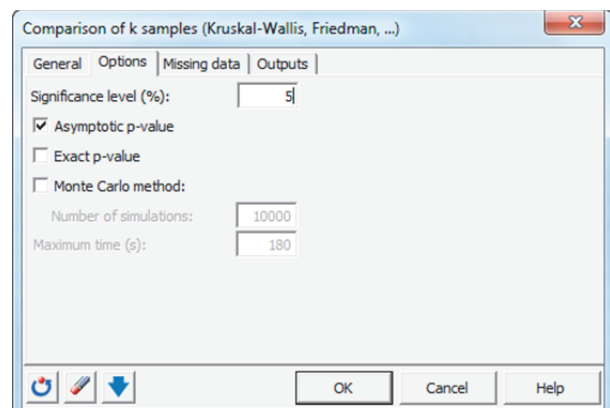 Comparison of k samples (Kruskal-Wallis, Friedman, ...)
General Options Missing data Outputs
Significance level (%): 5
Asymptotic p-value
Exact p-value
Monte Carlo method:
Number of simulations: 10000
Maximum time (s): 180
OK Cancel Help